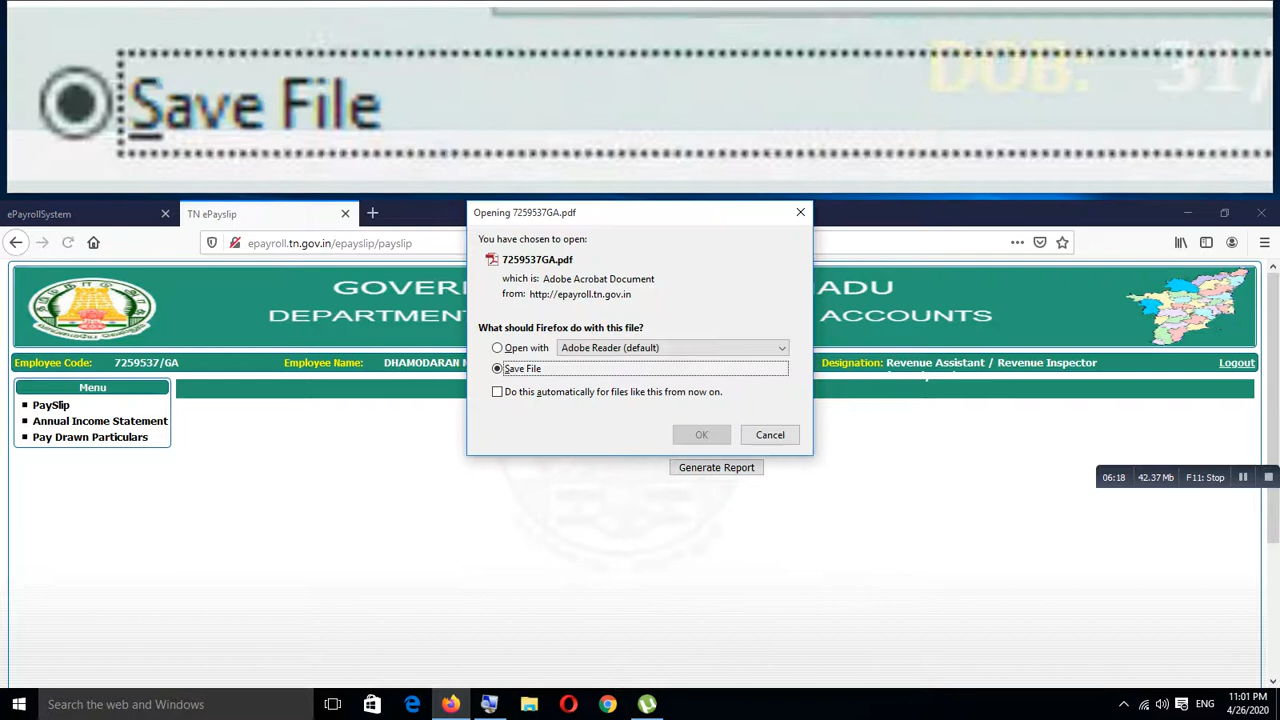 DOB: 31/
Save File
ePayrollSystem
TN ePayslip
Opening 7259537GA.pdf
epayroll.tn.gov.in/epayslip/payslip
You have chosen to open:
7259537GA.pdf
which is: Adobe Acrobat Document
from: http://epayroll.tn.gov.in
What should Firefox do with this file?
Open with Adobe Reader (default)
Save File
Do this automatically for files like this from now on.
OK Cancel
GOVER ADU
DEPARTMEN ACCOUNTS
Employee Code: 7259537/GA Employee Name: DHAMODARAN Designation: Revenue Assistant / Revenue Inspector Logout
Menu
PaySlip
Annual Income Statement
Pay Drawn Particulars
Generate Report
06:18 42.37 Mb F11: Stop
Search the web and Windows
ENG
11:01 PM
4/26/2020